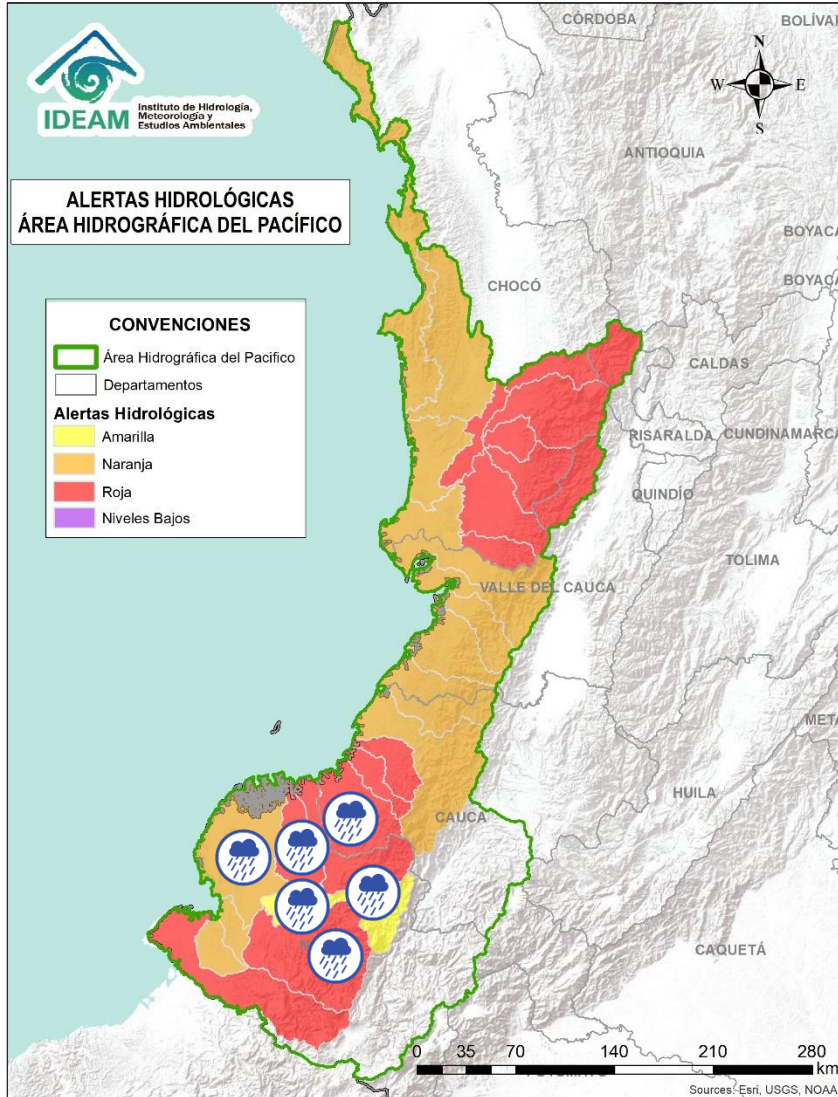 CÓRDOBA
BOLÍVAR
IDEAM
Instituto de Hidrología,
Meteorología y
Estudios Ambientales
N
W E
S
ANTIOQUIA
ALERTAS HIDROLÓGICAS
ÁREA HIDROGRÁFICA DEL PACÍFICO
BOYACÁ
BOYACÁ
CHOCÓ
CONVENCIONES
Área Hidrográfica del Pacifico
Departamentos
Alertas Hidrológicas
Amarilla
Naranja
Roja
Niveles Bajos
CALDAS
RISARALDA
CUNDINAMARCA
QUINDÍO
TOLIMA
VALLE DEL CAUCA
META
HUILA
CAUCA
CAQUETÁ
0 35 70 140 210 280
km
Sources: Esri, USGS, NOAA